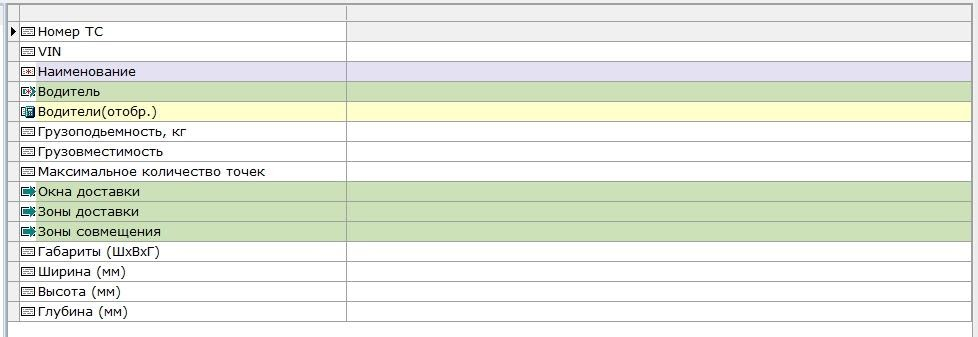 Номер ТС
VIN
Наименование
Водитель
Водители(отобр.)
Грузоподьемность, кг
Грузовместимость
Максимальное количество точек
Окна доставки
Зоны доставки
Зоны совмещения
Габариты (ШхВхГ)
Ширина (мм)
Высота (мм)
Глубина (мм)